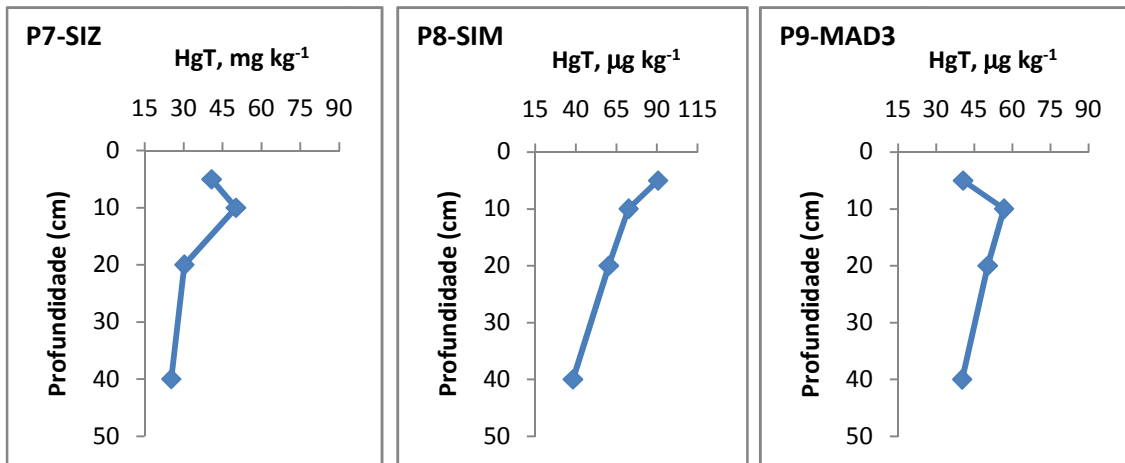 P7-SIZ
HgT, mg kg-1
15 30 45 60 75 90
0
10
20
30
40
50
Profundidade (cm)
P8-SIM
HgT, µg kg-1
15 40 65 90 115
0
10
20
30
40
50
Profundidade (cm)
P9-MAD3
HgT, µg kg-1
15 30 45 60 75 90
0
10
20
30
40
50
Profundidade (cm)